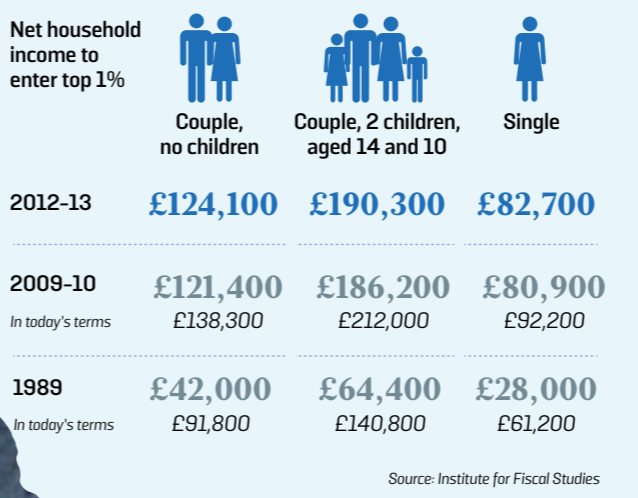 Net household
income to
enter top 1%
Couple,
no children
Couple, 2 children,
aged 14 and 10
Single
2012-13 £124,100 £190,300 £82,700
2009-10 £121,400 £186,200 £80,900
In today's terms £138,300 £212,000 £92,200
1989 £42,000 £64,400 £28,000
In today's terms £91,800 £140,800 £61,200
Source: Institute for Fiscal Studies